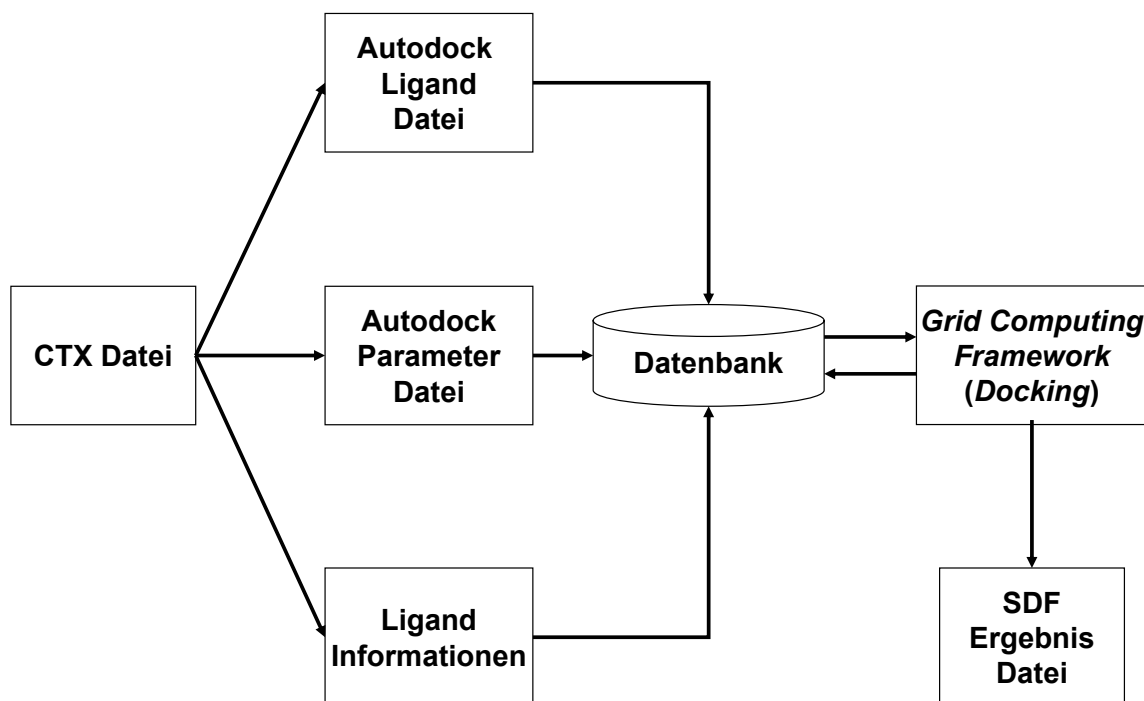 Autodock
Ligand
Datei
CTX Datei
Autodock
Parameter
Datei
Datenbank
Grid Computing
Framework
(Docking)
Ligand
Informationen
SDF
Ergebnis
Datei